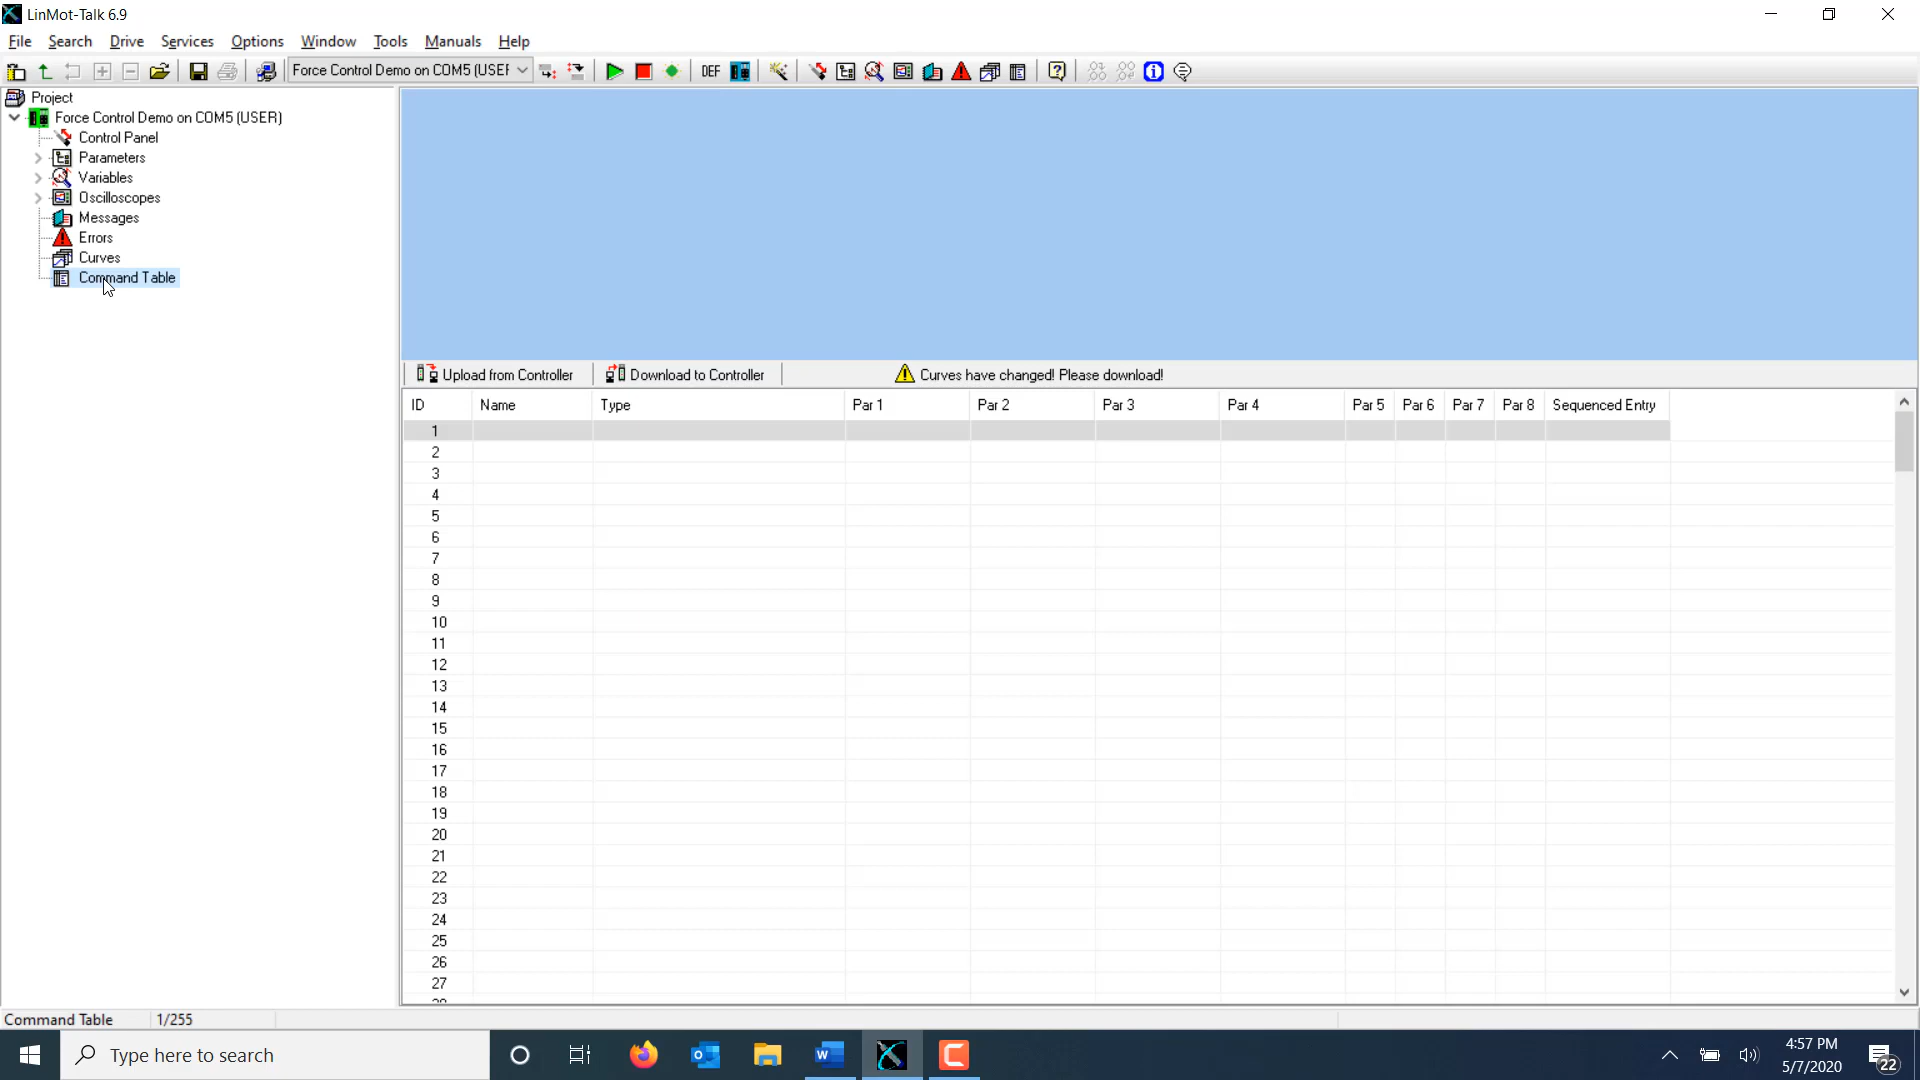 LinMot-Talk 6.9
File Search Drive Services Options Window Tools Manuals Help
Force Control Demo on COM5 (USEF DEF
Project
Force Control Demo on COM5 (USER)
Control Panel
Parameters
Variables
Oscilloscopes
Messages
Errors
Curves
Command Table
Upload from Controller Download to Controller Curves have changed! Please download!
ID Name Type Par 1 Par 2 Par 3 Par 4 Par 5 Par 6 Par 7 Par 8 Sequenced Entry
1
2
3
4
5
6
7
8
9
10
11
12
13
14
15
16
17
18
19
20
21
22
23
24
25
26
27
Command Table 1/255
Type here to search
4:57 PM
5/7/2020
22